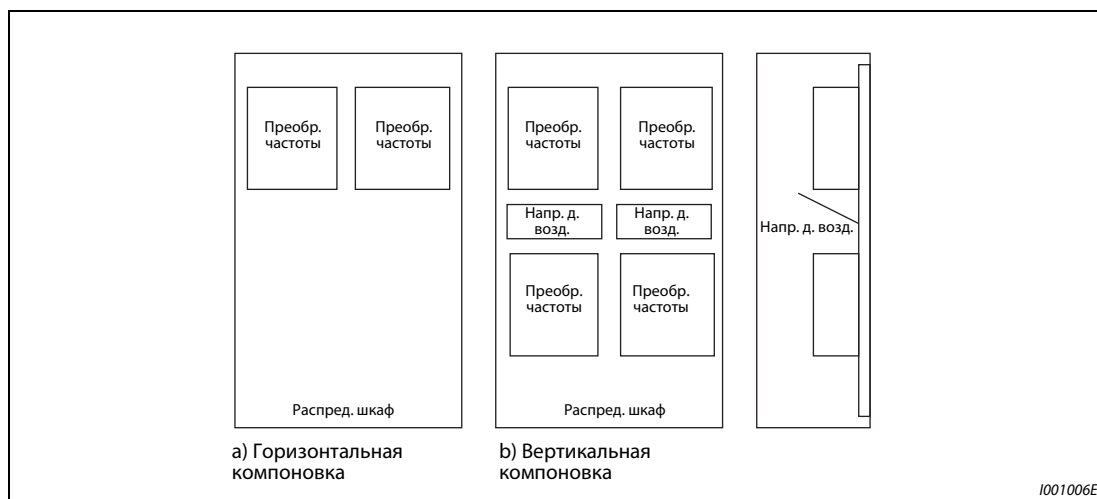 Преобр.
частоты
Преобр.
частоты
Распред. шкаф
a) Горизонтальная
компоновка
Преобр.
частоты
Преобр.
частоты
Напр. д.
возд.
Напр. д.
возд.
Преобр.
частоты
Преобр.
частоты
Распред. шкаф
b) Вертикальная
компоновка
Напр. д. возд.
I001006E